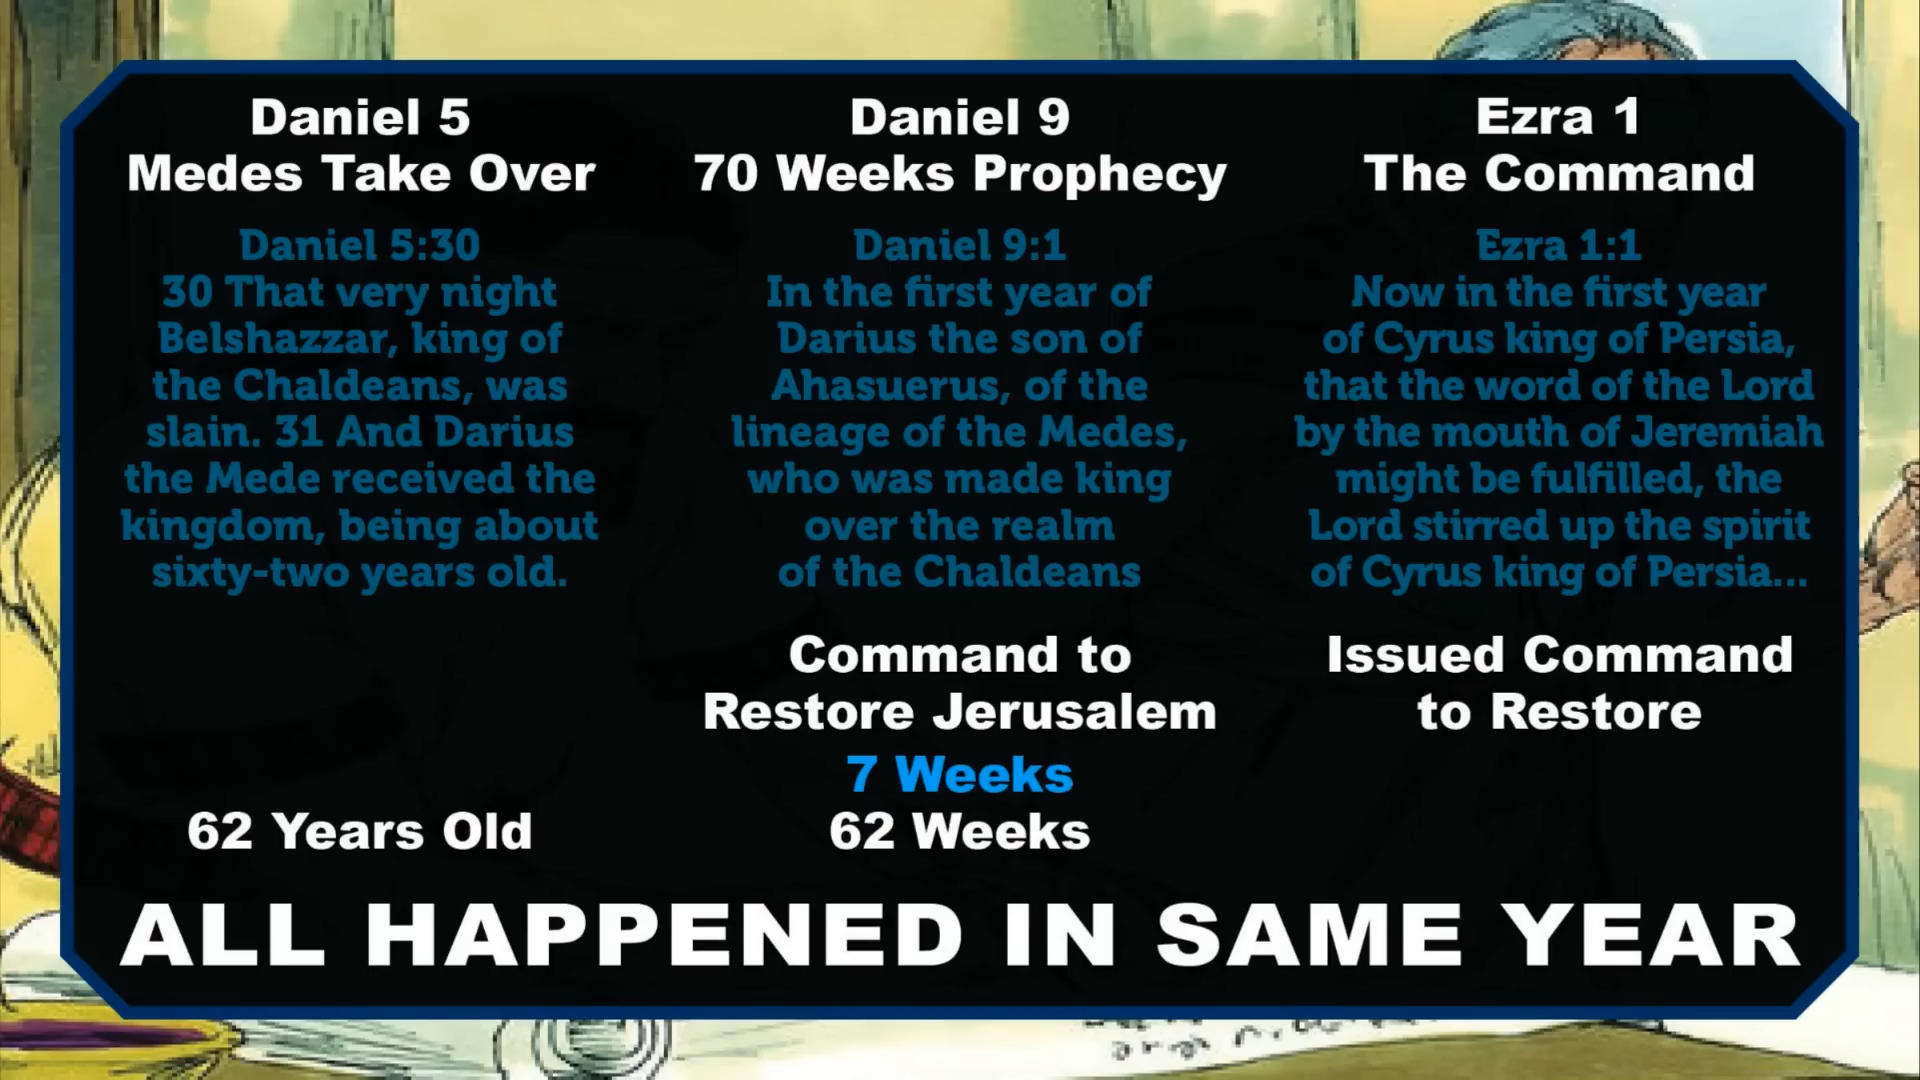 Daniel 5
Medes Take Over
Daniel 5:30
30 That very night
Belshazzar, king of
the Chaldeans, was
slain. 31 And Darius
the Mede received the
kingdom, being about
sixty-two years old.
62 Years Old
Daniel 9
70 Weeks Prophecy
Daniel 9:1
In the first year of
Darius the son of
Ahasuerus, of the
lineage of the Medes,
who was made king
over the realm
of the Chaldeans
Command to
Restore Jerusalem
7 Weeks
62 Weeks
Ezra 1
The Command
Ezra 1:1
Now in the first year
of Cyrus king of Persia,
that the word of the Lord
by the mouth of Jeremiah
might be fulfilled, the
Lord stirred up the spirit
of Cyrus king of Persia...
Issued Command
to Restore
ALL HAPPENED IN SAME YEAR